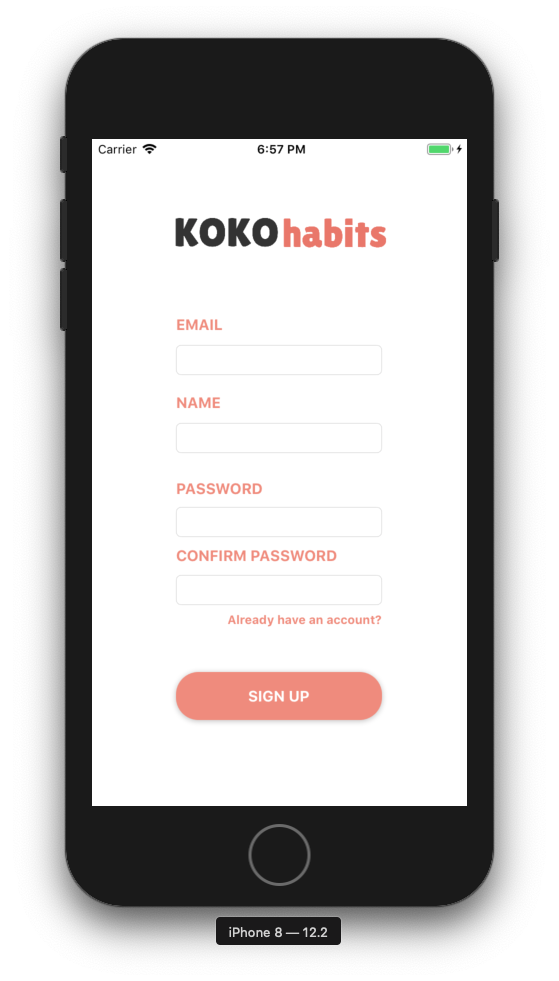 Carrier 6:57 PM
KOKO habits
EMAIL
NAME
PASSWORD
CONFIRM PASSWORD
Already have an account?
SIGN UP
iPhone 8 — 12.2